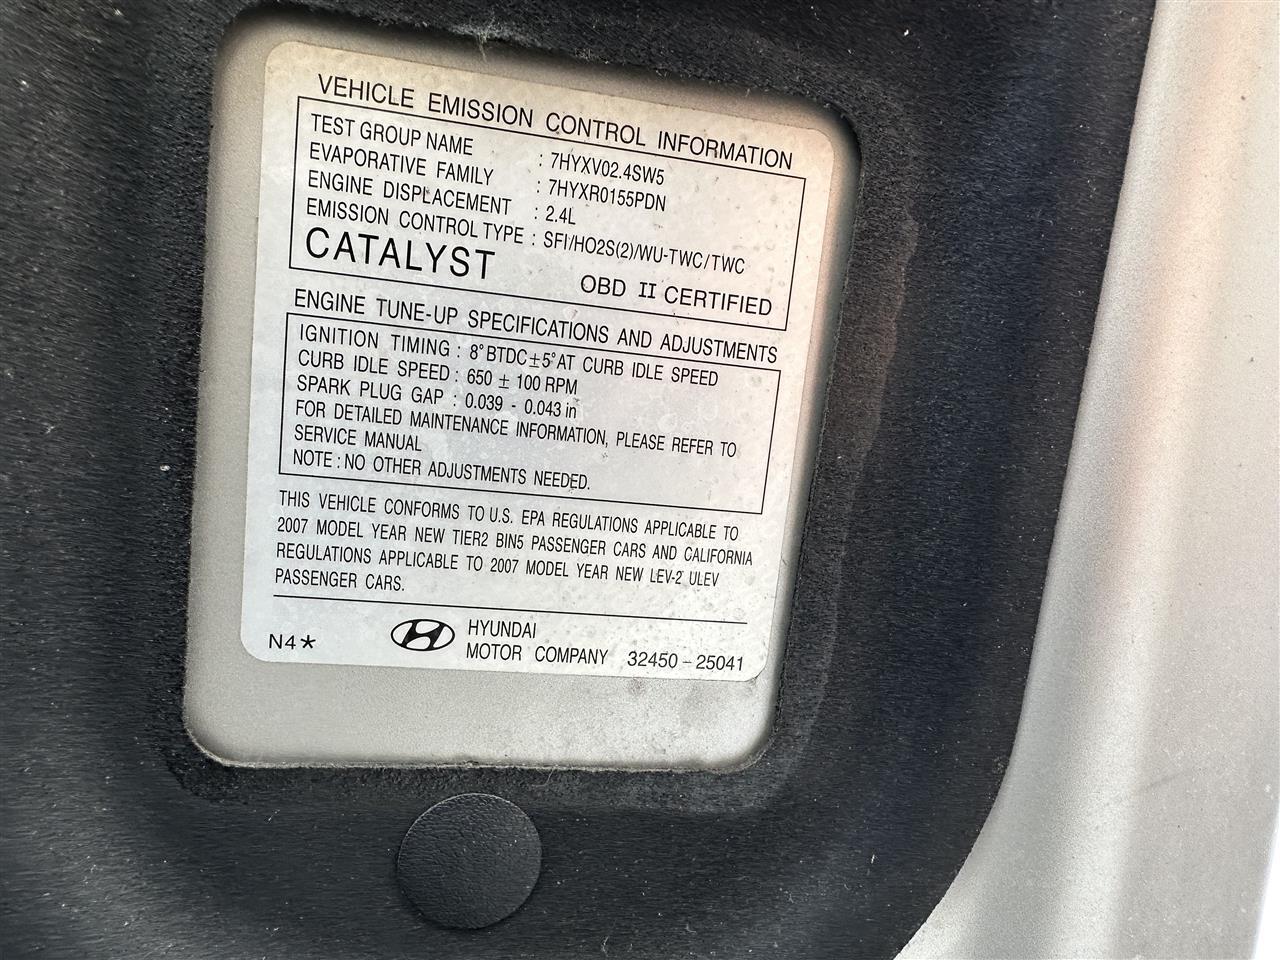 VEHICLE EMISSION CONTROL INFORMATION
TEST GROUP NAME : 7HYXV02.4SW5
EVAPORATIVE FAMILY : 7HYXR0155PDN
ENGINE DISPLACEMENT : 2.4L
EMISSION CONTROL TYPE : SFI/HO2S(2)/WU-TWC/TWC
CATALYST OBD II CERTIFIED
ENGINE TUNE-UP SPECIFICATIONS AND ADJUSTMENTS
IGNITION TIMING : 8°BTDC±5°AT CURB IDLE SPEED
CURB IDLE SPEED : 650 ± 100 RPM
SPARK PLUG GAP : 0.039 - 0.043 in
FOR DETAILED MAINTENANCE INFORMATION, PLEASE REFER TO
SERVICE MANUAL
NOTE : NO OTHER ADJUSTMENTS NEEDED.
THIS VEHICLE CONFORMS TO U.S. EPA REGULATIONS APPLICABLE TO
2007 MODEL YEAR NEW TIER2 BIN5 PASSENGER CARS AND CALIFORNIA
REGULATIONS APPLICABLE TO 2007 MODEL YEAR NEW LEV-2 ULEV
PASSENGER CARS.
N4* HYUNDAI
MOTOR COMPANY 32450-25041